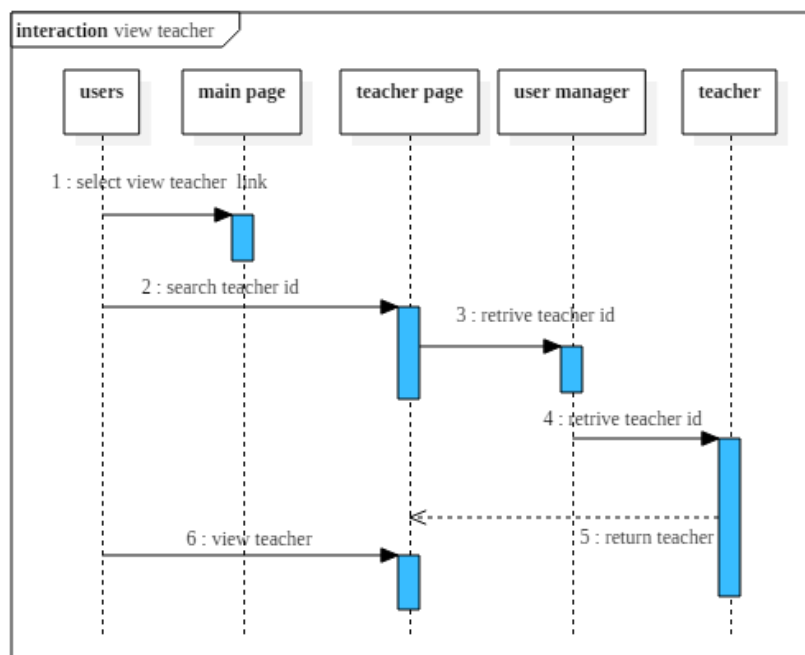 interaction view teacher
users
main page
teacher page
user manager
teacher
1 : select view teacher link
2 : search teacher id
3 : retrive teacher id
4 : retrive teacher id
5 : return teacher
6 : view teacher